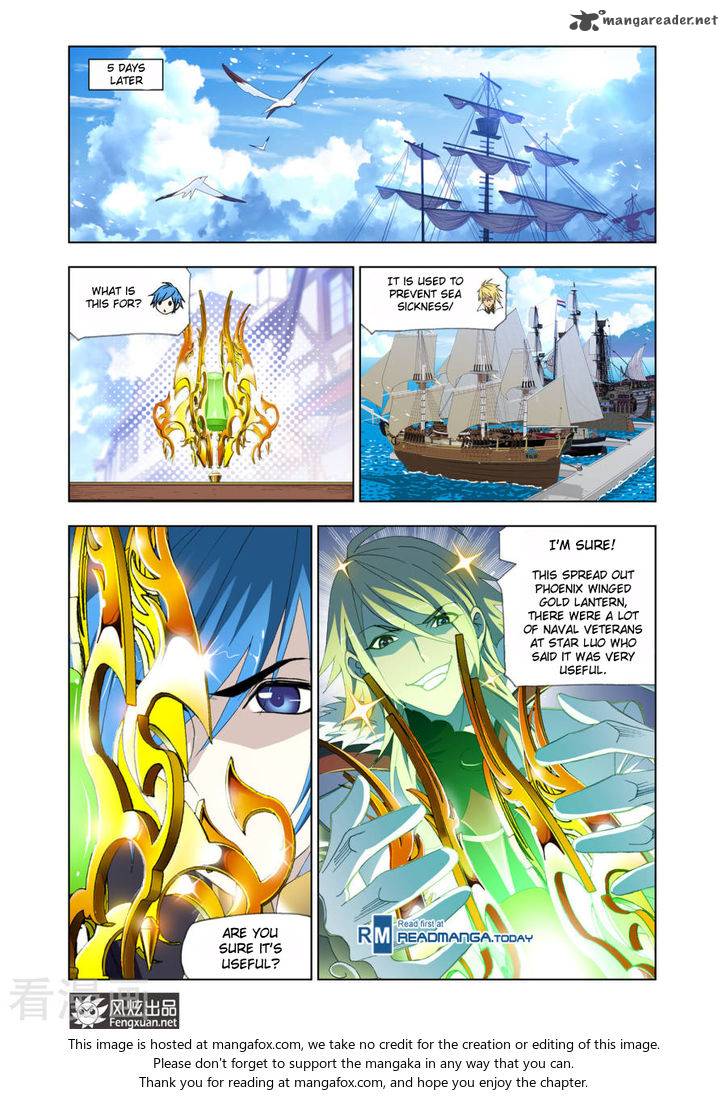 mangareader.net
5 DAYS
LATER
WHAT IS
THIS FOR?
IT IS USED TO
PREVENT SEA
SICKNESS/
I'M SURE!
THIS SPREAD OUT
PHOENIX WINGED
GOLD LANTERN,
THERE WERE A LOT
OF NAVAL VETERANS
AT STAR LUO WHO
SAID IT WAS VERY
USEFUL.
ARE YOU
SURE IT'S
USEFUL?
RM Read first at
READMANGA.TODAY
看漫画
风炫出品
Fengxuan.net
This image is hosted at mangafox.com, we take no credit for the creation or editing of this image.
Please don't forget to support the mangaka in any way that you can.
Thank you for reading at mangafox.com, and hope you enjoy the chapter.